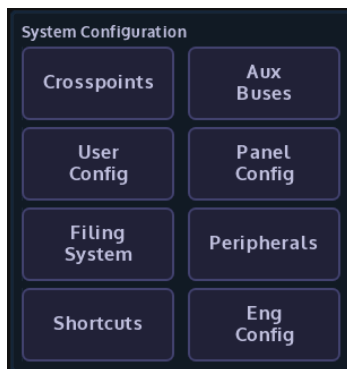 System Configuration
Crosspoints
Aux
Buses
User
Config
Panel
Config
Filing
System
Peripherals
Shortcuts
Eng
Config